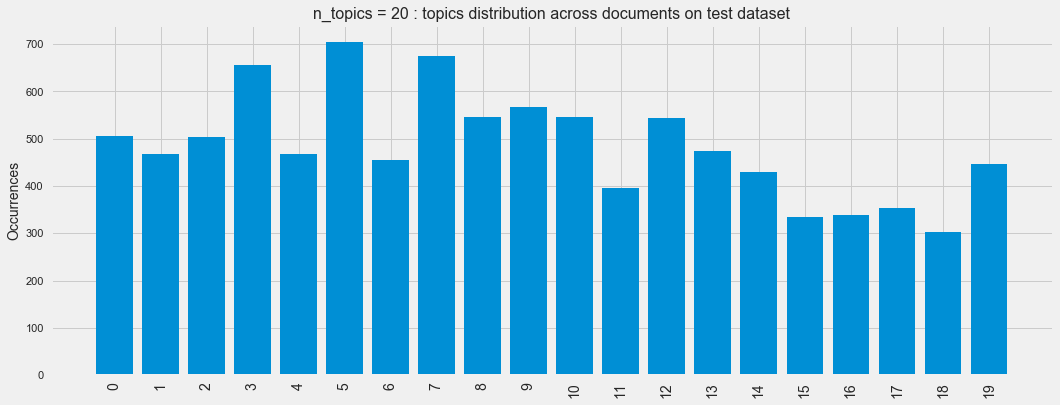 n_topics = 20 : topics distribution across documents on test dataset
Occurrences
700
600
500
400
300
200
100
0
0 1 2 3 4 5 6 7 8 9 10 11 12 13 14 15 16 17 18 19